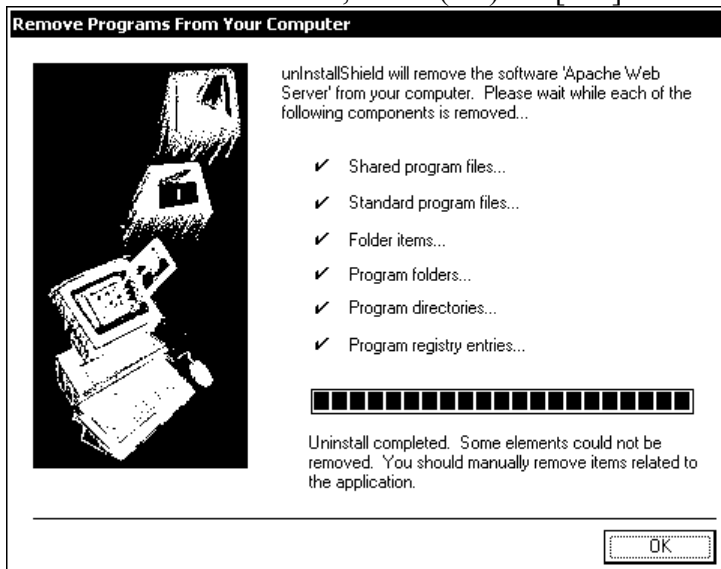 Remove Programs From Your Computer
unInstallShield will remove the software 'Apache Web
Server' from your computer. Please wait while each of the
following components is removed...
✔ Shared program files...
✔ Standard program files...
✔ Folder items...
✔ Program folders...
✔ Program directories...
✔ Program registry entries...
Uninstall completed. Some elements could not be
removed. You should manually remove items related to
the application.
OK